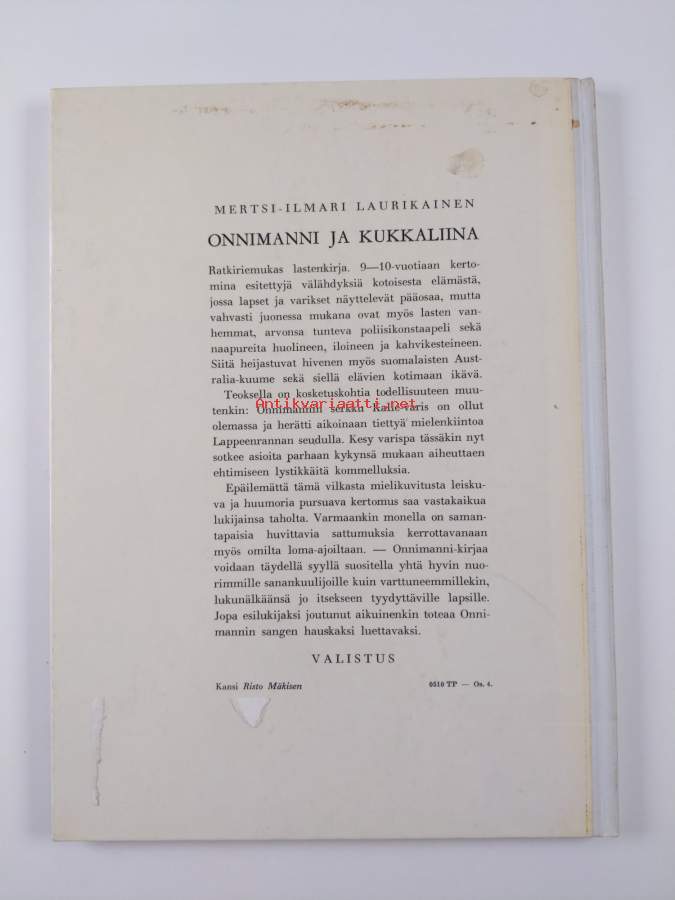 MERTSI-ILMARI LAURIKAINEN
ONNIMANNI JA KUKKALIINA
Ratkiriemukas lastenkirja. 9—10-vuotiaan kerto-
mina esitettyjä välähdyksiä kotoisesta elämästä,
jossa lapset ja varikset näyttelevät pääosaa, mutta
vahvasti juonessa mukana ovat myös lasten van-
hemmat, arvonsa tunteva poliisikonstaapeli sekä
naapureita huolineen, iloineen ja kahvikesteineen.
Siitä heijastuvat hivenen myös suomalaisten Aust-
ralia-kuume sekä siellä elävien kotimaan ikävä.
Teoksella on kosketuskohtia todellisuuteen muu-
Antikvariaatti.net
tenkin: Onnimannin serkku Kalle-varis on ollut
olemassa ja herätti aikoinaan tiettyä mielenkiintoa
Lappeenrannan seudulla. Kesy varispa tässäkin nyt
sotkee asioita parhaan kykynsä mukaan aiheuttaen
ehtimiseen lystikkäitä kommelluksia.
Epäilemättä tämä vilkasta mielikuvitusta leisku-
va ja huumoria pursuava kertomus saa vastakaikua
lukijainsa taholta. Varmaankin monella on saman-
tapaisia huvittavia sattumuksia kerrottavanaan
myös omilta loma-ajoiltaan. — Onnimanni-kirjaa
voidaan täydellä syyllä suositella yhtä hyvin nuo-
rimmille sanankuulijoille kuin varttuneemmillekin,
lukunälkäänsä jo itsekseen tyydyttäville lapsille.
Jopa esilukijaksi joutunut aikuinenkin toteaa Onni-
mannin sangen hauskaksi luettavaksi.
VALISTUS
Kansi Risto Mäkisen
0510 TP — Os. 4.